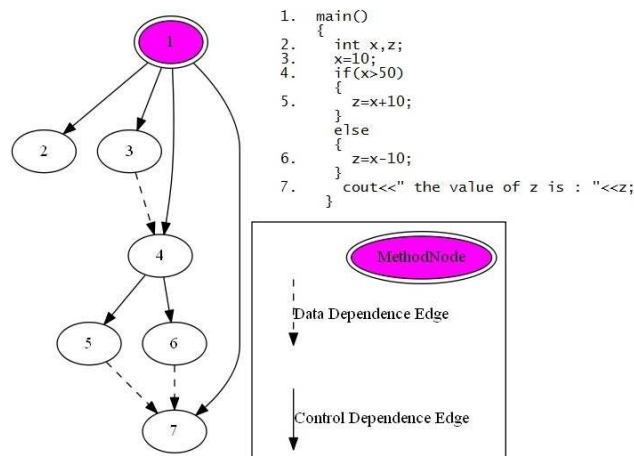 1
2
3
4
5
6
7
1. main()
{
2. int x,z;
3. x=10;
4. if(x>50)
{
5. z=x+10;
}
else
{
6. z=x-10;
}
7. cout<<" the value of z is : "<<z;
}
MethodNode
Data Dependence Edge
Control Dependence Edge